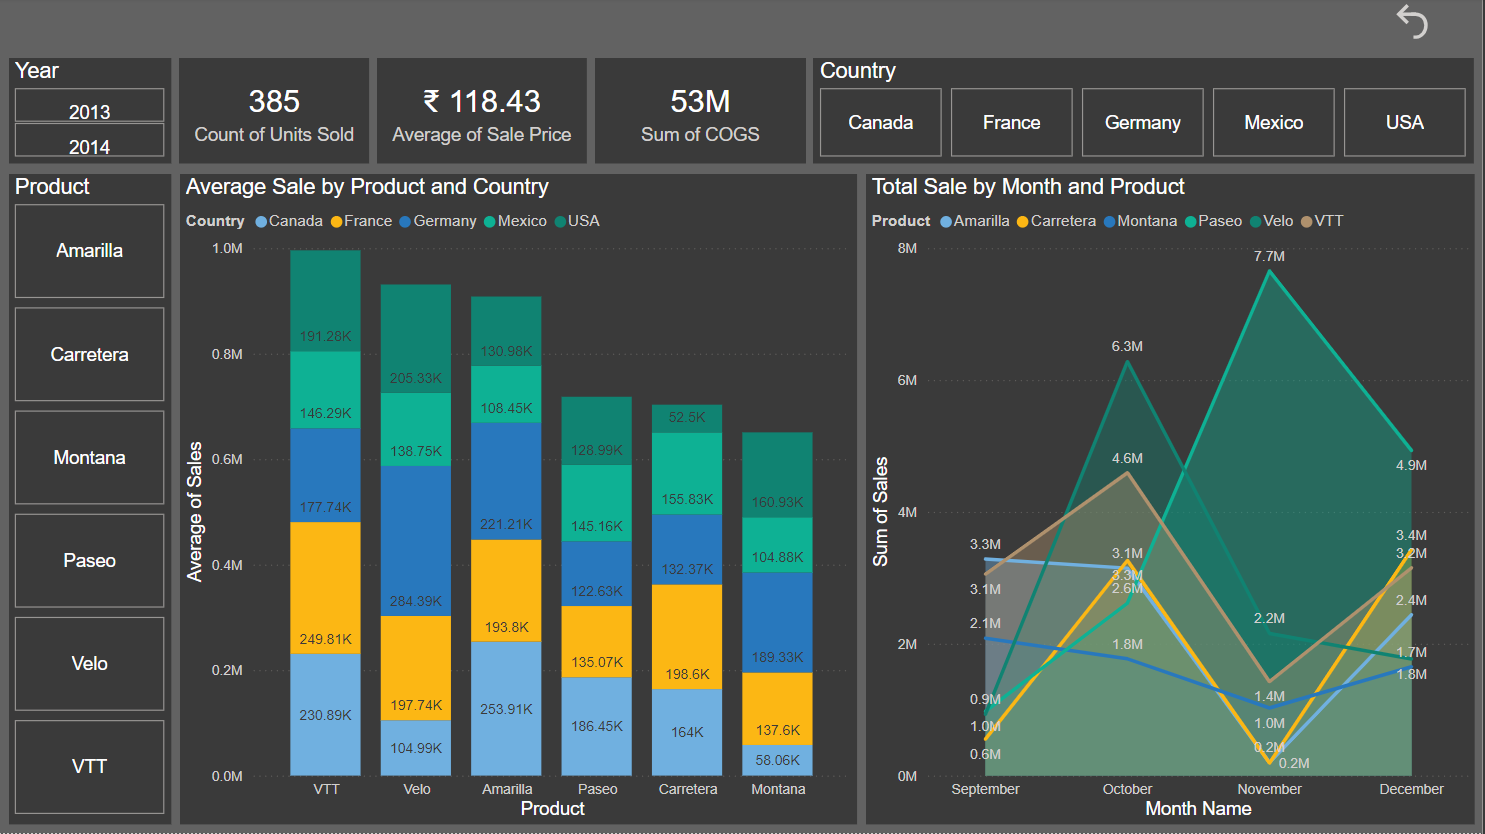 Year
2013
2014
385
Count of Units Sold
₹ 118.43
Average of Sale Price
53M
Sum of COGS
Country
Canada
France
Germany
Mexico
USA
Product
Amarilla
Carretera
Montana
Paseo
Velo
VTT
Average Sale by Product and Country
Country Canada France Germany Mexico USA
Average of Sales
1.0M
0.8M
0.6M
0.4M
0.2M
0.0M
191.28K
146.29K
177.74K
249.81K
230.89K
205.33K
138.75K
284.39K
197.74K
104.99K
130.98K
108.45K
221.21K
193.8K
253.91K
128.99K
145.16K
122.63K
135.07K
186.45K
52.5K
155.83K
132.37K
198.6K
164K
160.93K
104.88K
189.33K
137.6K
58.06K
VTT Velo Amarilla Paseo Carretera Montana
Product
Total Sale by Month and Product
Product Amarilla Carretera Montana Paseo Velo VTT
Sum of Sales
8M
6M
4M
2M
0M
3.3M
3.1M
2.1M
0.9M
1.0M
0.6M
6.3M
4.6M
3.1M
3.3M
2.6M
1.8M
7.7M
2.2M
1.4M
1.0M
0.2M
0.2M
4.9M
3.4M
3.2M
2.4M
1.7M
1.8M
September October November December
Month Name